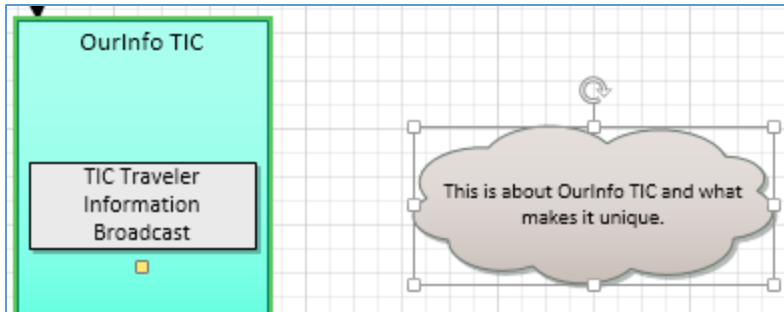 OurInfo TIC
TIC Traveler
Information
Broadcast
This is about OurInfo TIC and what
makes it unique.